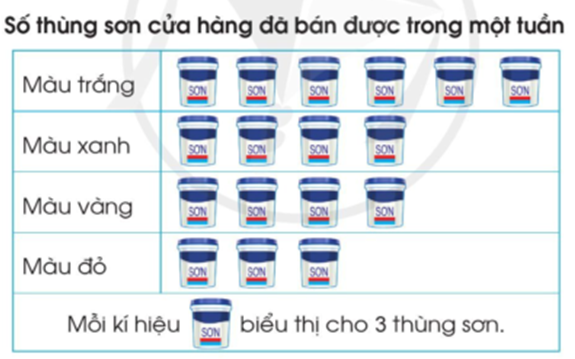 Số thùng sơn cửa hàng đã bán được trong một tuần
Màu trắng SƠN SƠN SƠN SƠN SƠN SƠN
Màu xanh SƠN SƠN SƠN SƠN
Màu vàng SƠN SƠN SƠN SƠN
Màu đỏ SƠN SƠN SƠN
Mỗi kí hiệu SƠN biểu thị cho 3 thùng sơn.